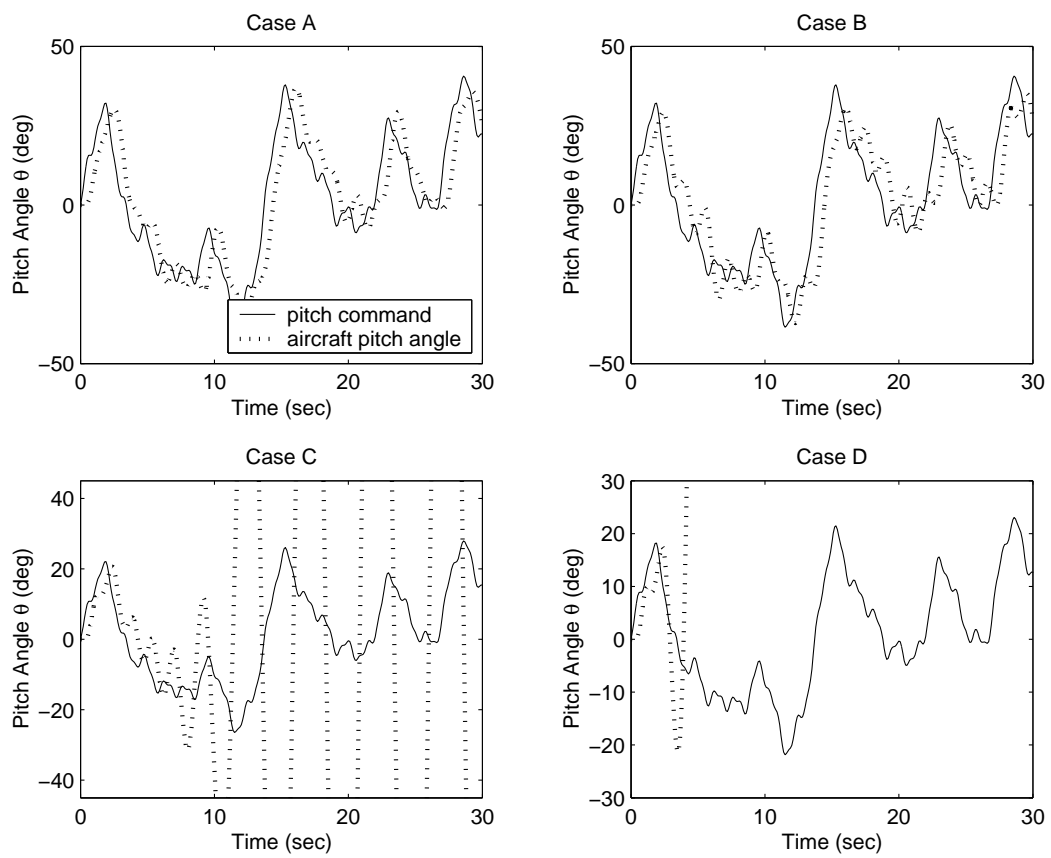 Case A
50
0
−50
Pitch Angle θ (deg)
pitch command
aircraft pitch angle
0 10 20 30
Time (sec)
Case B
50
0
−50
Pitch Angle θ (deg)
0 10 20 30
Time (sec)
Case C
40
20
0
−20
−40
Pitch Angle θ (deg)
0 10 20 30
Time (sec)
Case D
30
20
10
0
−10
−20
−30
Pitch Angle θ (deg)
0 10 20 30
Time (sec)